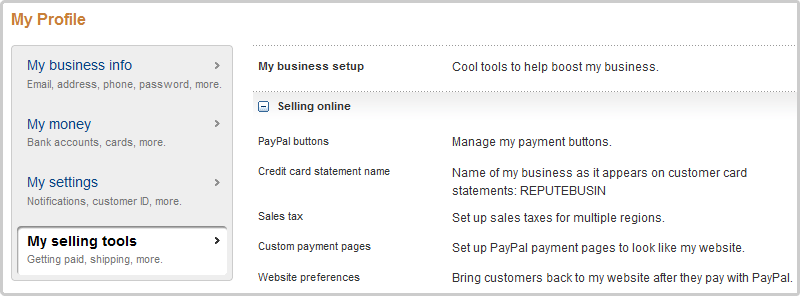 My Profile
My business info
Email, address, phone, password, more.
My money
Bank accounts, cards, more.
My settings
Notifications, customer ID, more.
My selling tools
Getting paid, shipping, more.
My business setup Cool tools to help boost my business.
Selling online
PayPal buttons Manage my payment buttons.
Credit card statement name Name of my business as it appears on customer card
statements: REPUTEBUSIN
Sales tax Set up sales taxes for multiple regions.
Custom payment pages Set up PayPal payment pages to look like my website.
Website preferences Bring customers back to my website after they pay with PayPal.